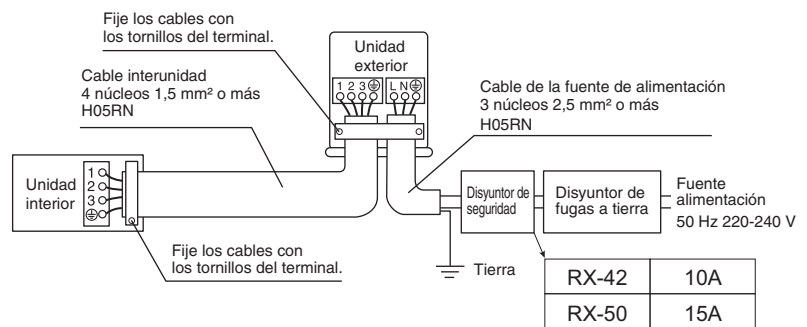 Fije los cables con
los tornillos del terminal.
Unidad
exterior
1 2 3
L N
Cable interunidad
4 núcleos 1,5 mm² o más
H05RN
Cable de la fuente de alimentación
3 núcleos 2,5 mm² o más
H05RN
Unidad
interior
1
2
3
Disyuntor de
seguridad
Disyuntor de
fugas a tierra
Fuente
alimentación
50 Hz 220-240 V
Fije los cables con
los tornillos del terminal.
Tierra
RX-42 10A
RX-50 15A